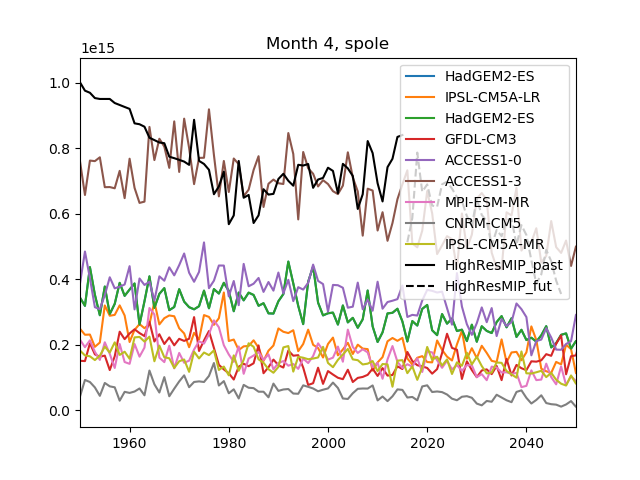 Month 4, spole
1e15
1.0
0.8
0.6
0.4
0.2
0.0
1960
1980
2000
2020
2040
HadGEM2-ES
IPSL-CM5A-LR
HadGEM2-ES
GFDL-CM3
ACCESS1-0
ACCESS1-3
MPI-ESM-MR
CNRM-CM5
IPSL-CM5A-MR
HighResMIP_past
HighResMIP_fut